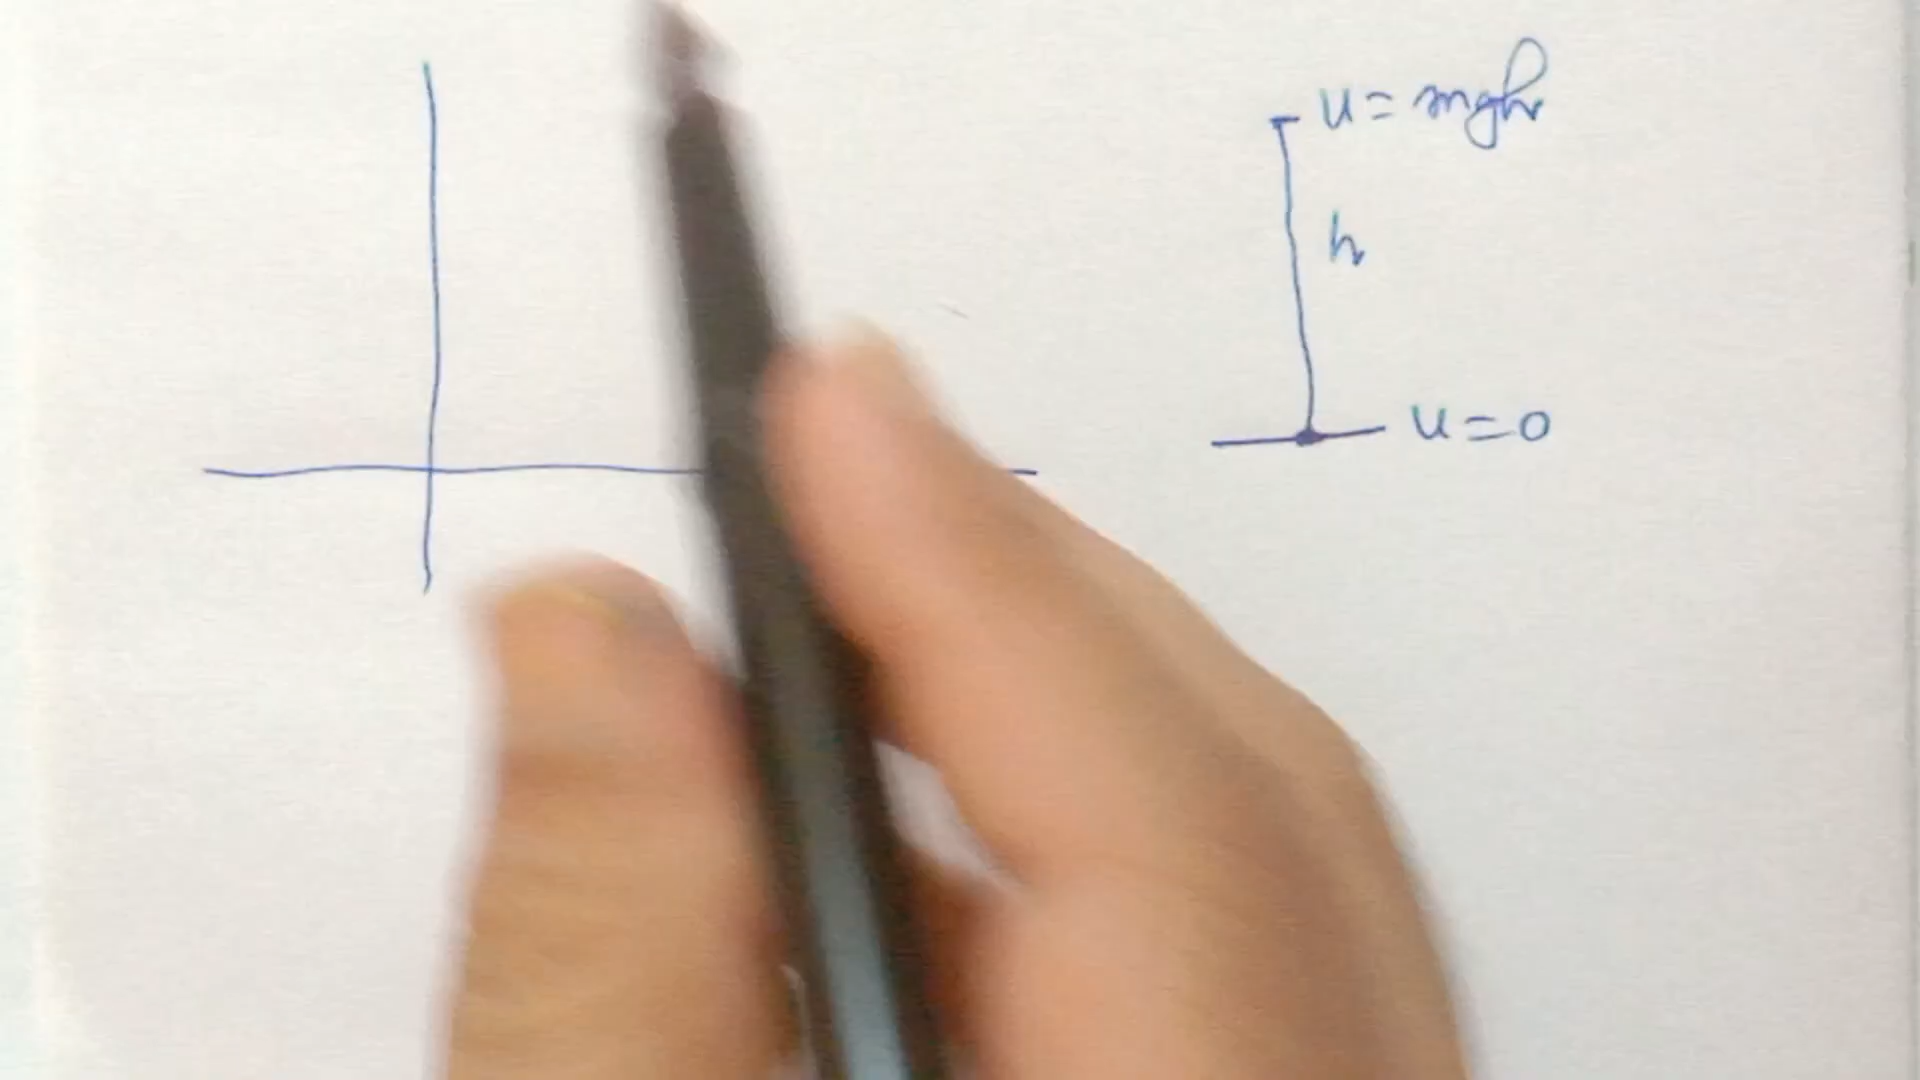 u = mgh
h
u = 0